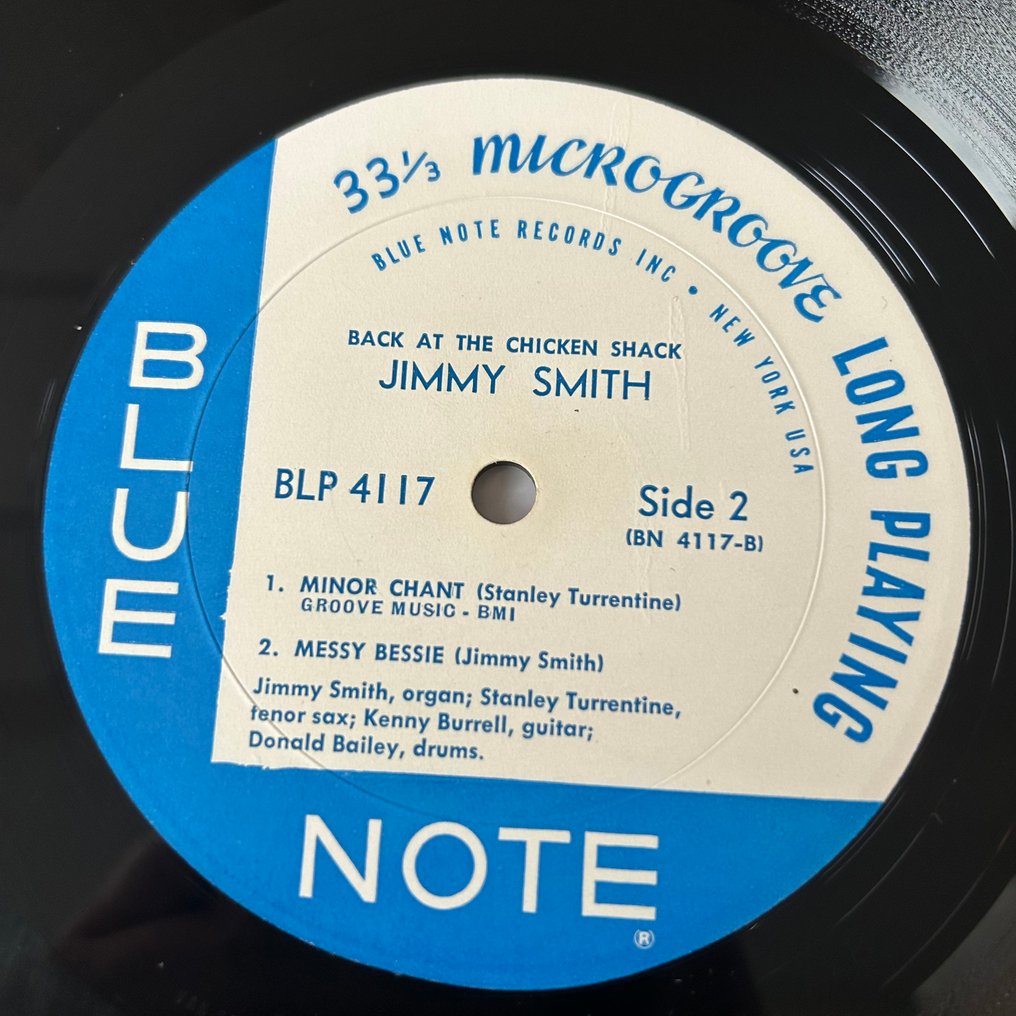 33⅓ MICROGROOVE LONG PLAYING
BLUE NOTE RECORDS INC • NEW YORK USA
BACK AT THE CHICKEN SHACK
JIMMY SMITH
BLP 4117
Side 2
(BN 4117-B)
1. MINOR CHANT (Stanley Turrentine)
GROOVE MUSIC - BMI
2. MESSY BESSIE (Jimmy Smith)
Jimmy Smith, organ; Stanley Turrentine,
tenor sax; Kenny Burrell, guitar;
Donald Bailey, drums.
BLUE
NOTE
®